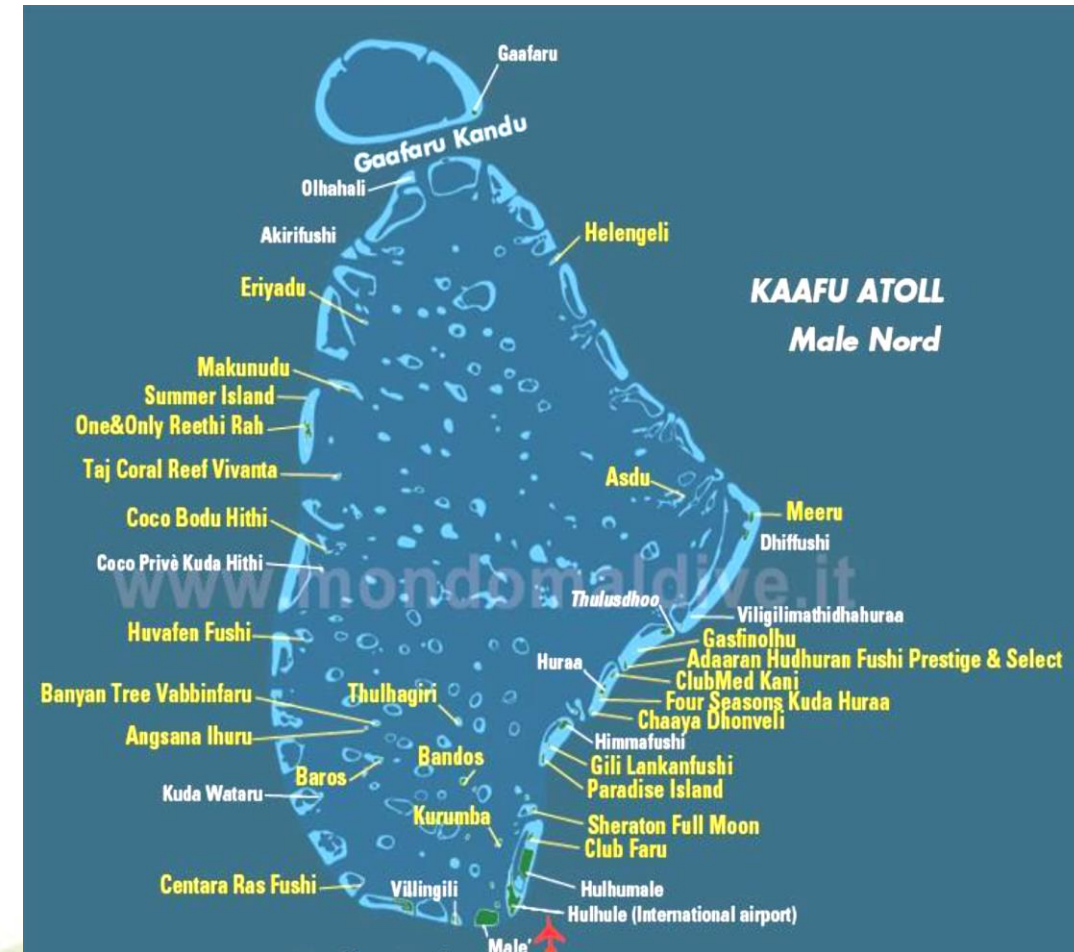 Gaafaru
Gaafaru Kandu
Olhahali
Akirifushi
Helengeli
Eriyadu
KAAFU ATOLL
Male Nord
Makunudu
Summer Island
One&Only Reethi Rah
Taj Coral Reef Vivanta
Asdu
Coco Bodu Hithi
Meeru
Dhiffushi
Coco Privè Kuda Hithi
www.mondomaldive.it
Thulusdhoo
Viligilimathidhahuraa
Huvafen Fushi
Gasfinolhu
Huraa
Adaaran Hudhuran Fushi Prestige & Select
ClubMed Kani
Banyan Tree Vabbinfaru
Thulhagiri
Four Seasons Kuda Huraa
Chaaya Dhonveli
Angsana Ihuru
Himmafushi
Bandos
Gili Lankanfushi
Baros
Paradise Island
Kuda Wataru
Kurumba
Sheraton Full Moon
Club Faru
Centara Ras Fushi
Villingili
Hulhumale
Hulhule (International airport)
Male'